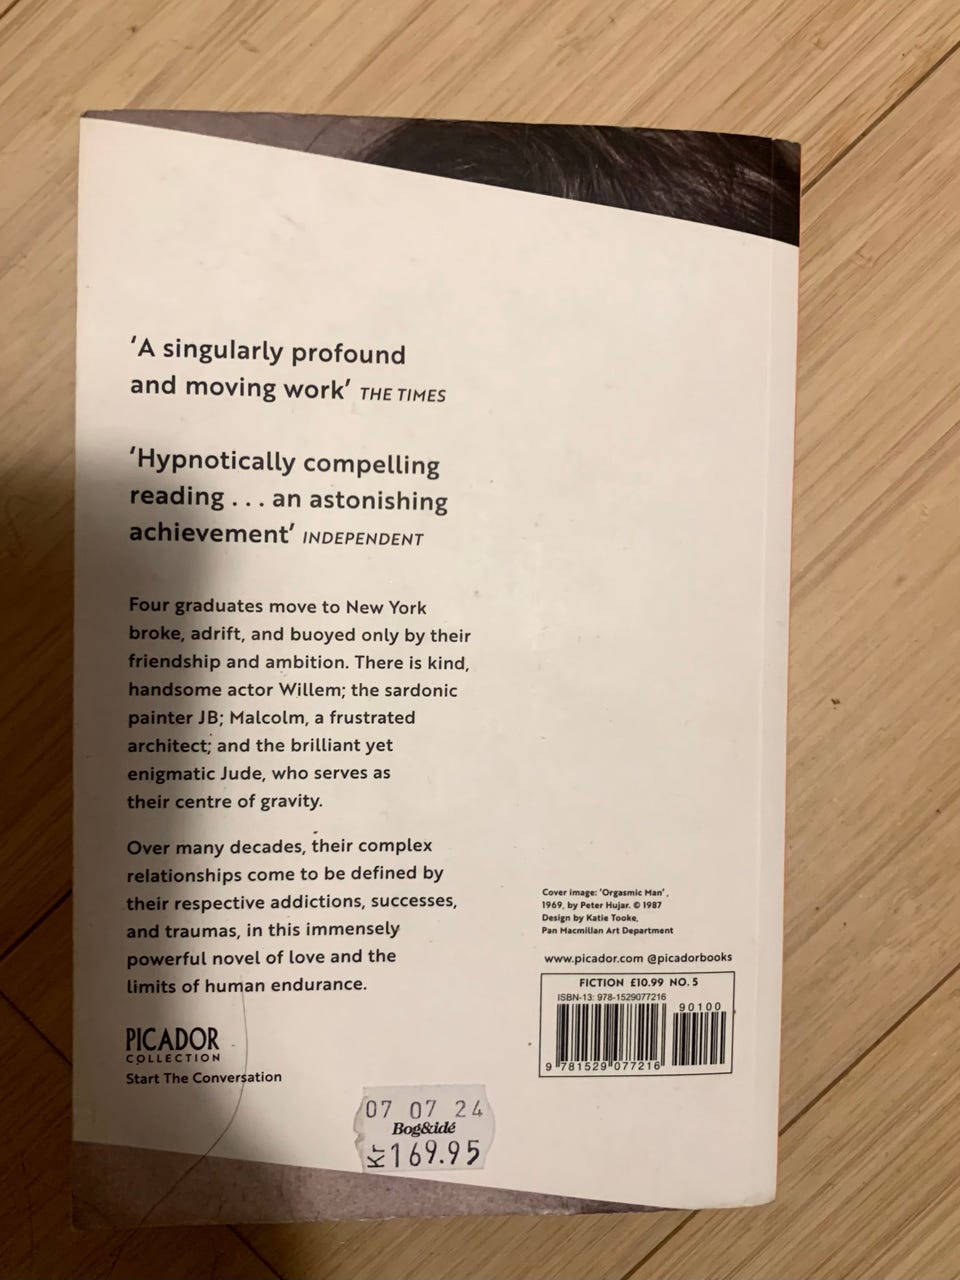 ‘A singularly profound
and moving work’ THE TIMES
‘Hypnotically compelling
reading . . . an astonishing
achievement’ INDEPENDENT
Four graduates move to New York
broke, adrift, and buoyed only by their
friendship and ambition. There is kind,
handsome actor Willem; the sardonic
painter JB; Malcolm, a frustrated
architect; and the brilliant yet
enigmatic Jude, who serves as
their centre of gravity.
Over many decades, their complex
relationships come to be defined by
their respective addictions, successes,
and traumas, in this immensely
powerful novel of love and the
limits of human endurance.
PICADOR
COLLECTION
Start The Conversation
Cover image: ‘Orgasmic Man’,
1969, by Peter Hujar. © 1987
Design by Katie Tooke,
Pan Macmillan Art Department
www.picador.com @picadorbooks
FICTION £10.99 NO. 5
ISBN-13: 978-1529077216
90100
9 781529 077216
07 07 24
Bog&idé
Kr 169.95